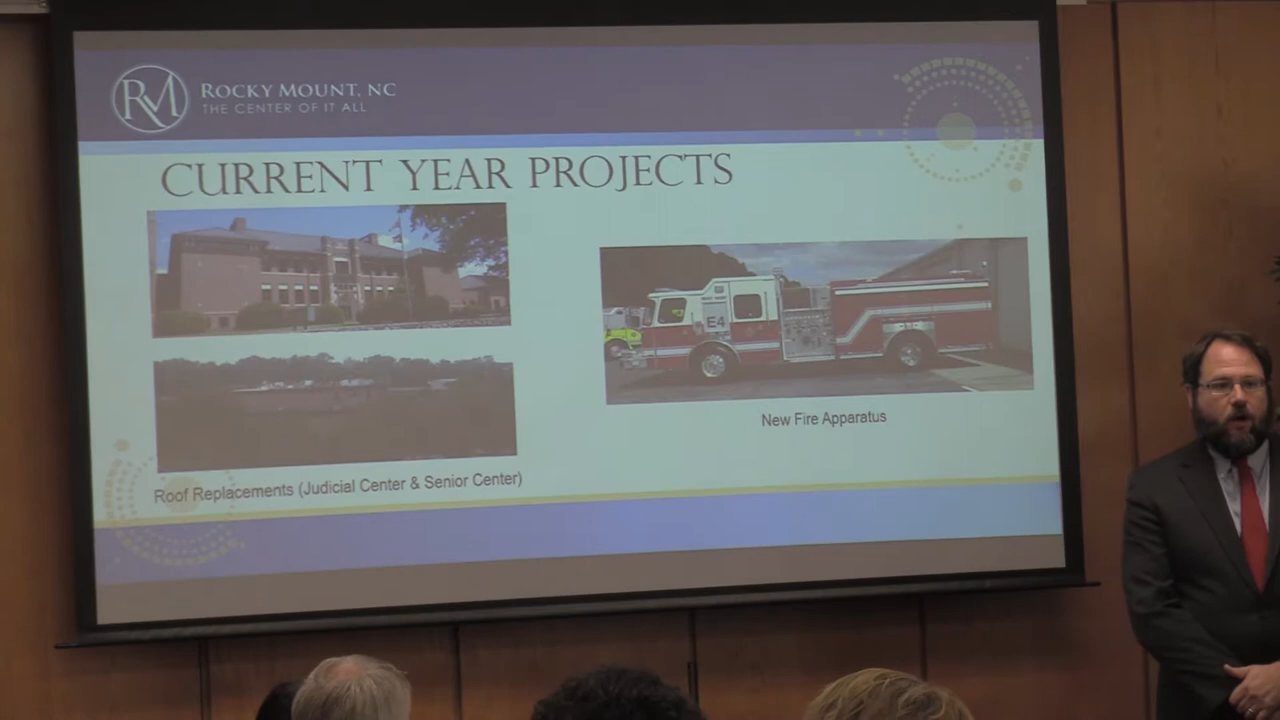 RM
ROCKY MOUNT, NC
THE CENTER OF IT ALL
CURRENT YEAR PROJECTS
E4
New Fire Apparatus
Roof Replacements (Judicial Center & Senior Center)